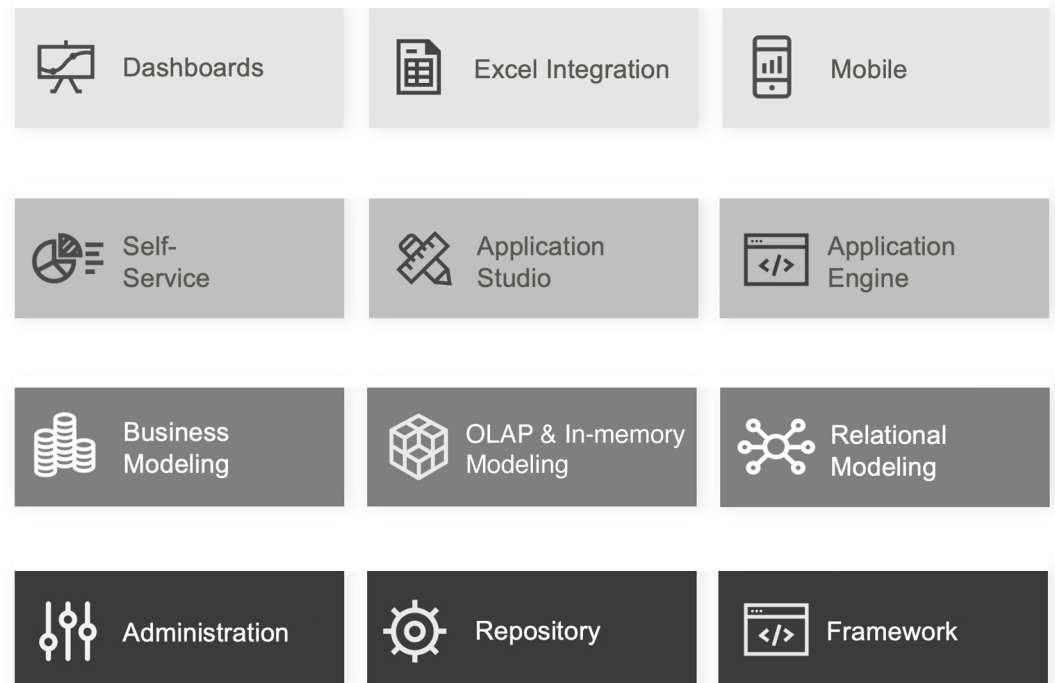 Dashboards
Excel Integration
Mobile
Self-
Service
Application
Studio
Application
Engine
Business
Modeling
OLAP & In-memory
Modeling
Relational
Modeling
Administration
Repository
Framework